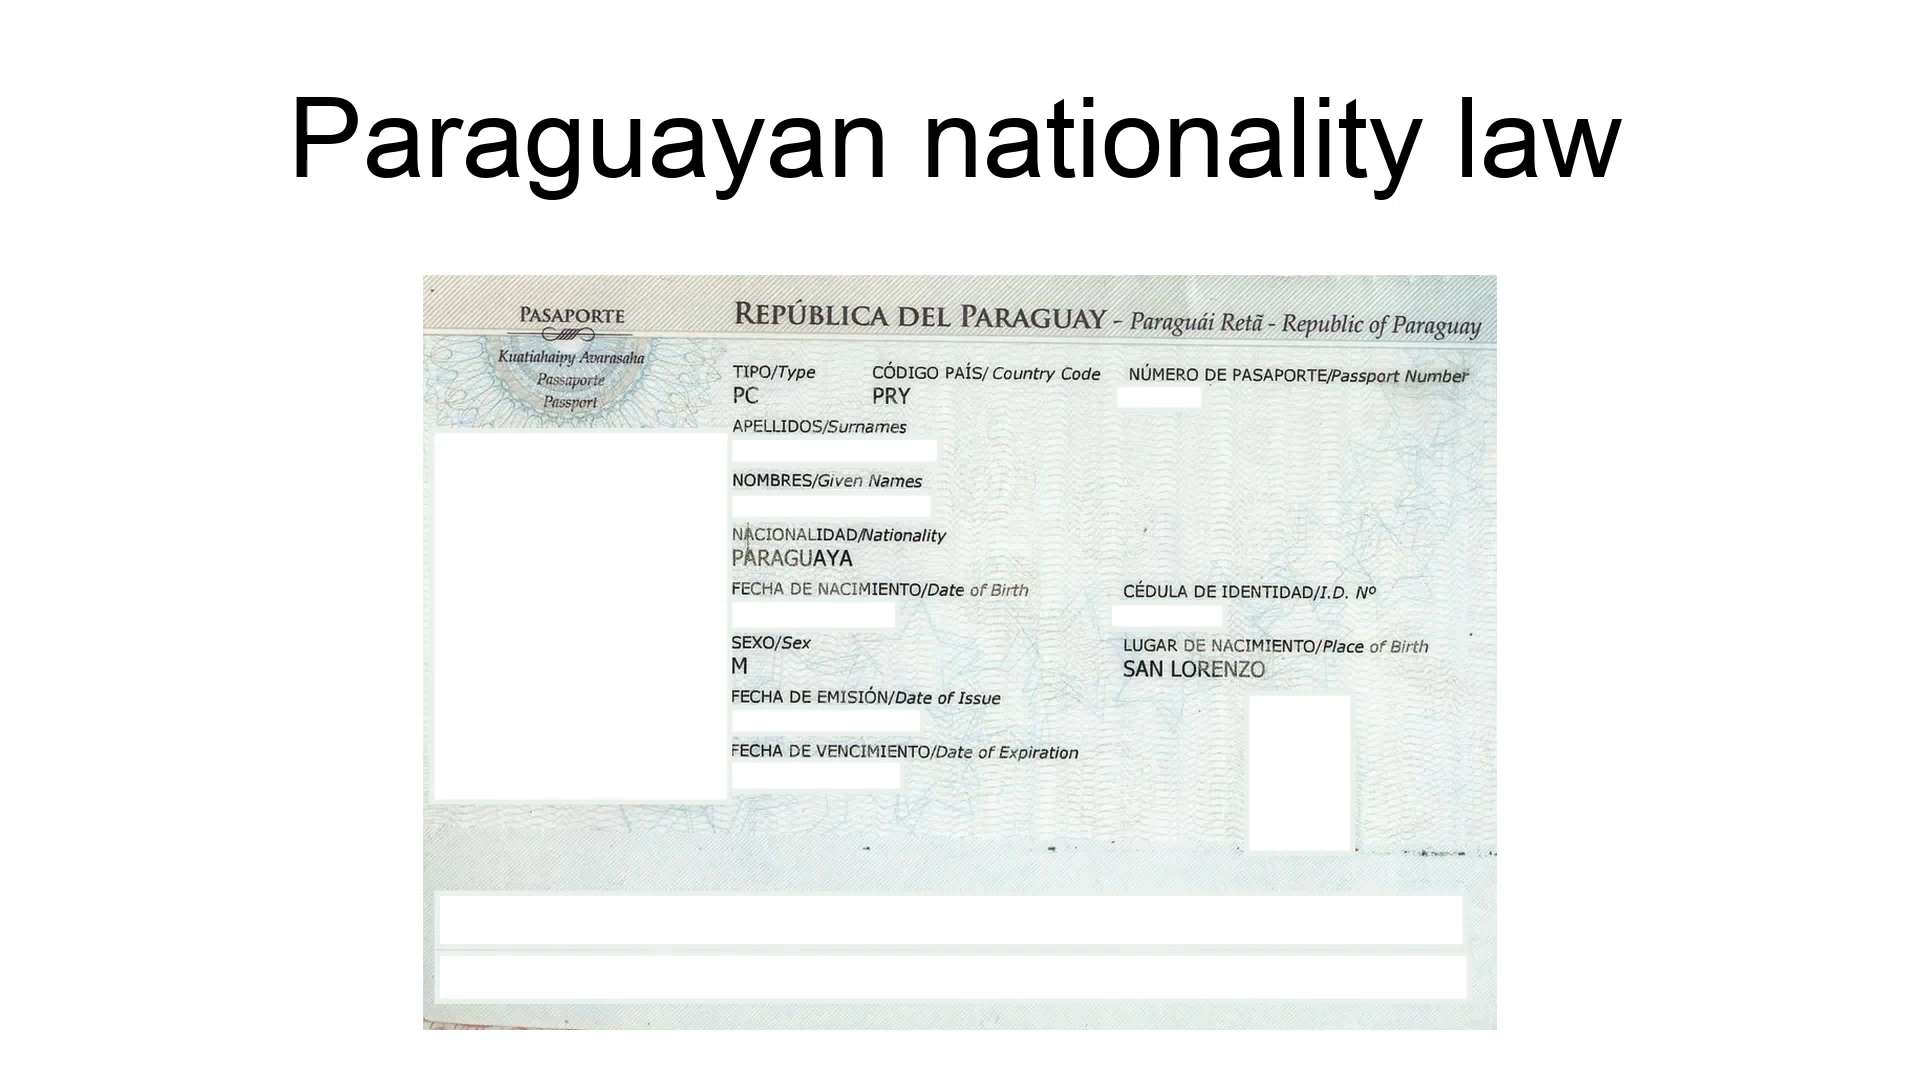 Paraguayan nationality law
PASAPORTE
Kuatiahaipy Avarasaha
Passaporte
Passport
REPÚBLICA DEL PARAGUAY - Paraguái Retã - Republic of Paraguay
TIPO/Type CÓDIGO PAÍS/ Country Code NÚMERO DE PASAPORTE/Passport Number
PC PRY
APELLIDOS/Surnames
NOMBRES/Given Names
NACIONALIDAD/Nationality
PARAGUAYA
FECHA DE NACIMIENTO/Date of Birth CÉDULA DE IDENTIDAD/I.D. Nº
SEXO/Sex LUGAR DE NACIMIENTO/Place of Birth
M SAN LORENZO
FECHA DE EMISIÓN/Date of Issue
FECHA DE VENCIMIENTO/Date of Expiration